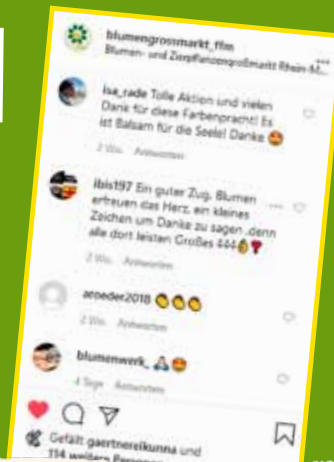 blumengrossmarkt_ffm
Blumen- und Zierpflanzengroßmarkt Rhein-M...
isa_rade Tolle Aktion und vielen
Dank für diese Farbenpracht! Es
ist Balsam für die Seele! Danke 🤩
2 Wo. Antworten
ibis197 Ein guter Zug, Blumen
erfreuen das Herz, ein kleines
Zeichen um Danke zu sagen ,denn
alle dort leisten Großes
2 Wo. Antworten
aroeder2018 👏👏👏
2 Wo. Antworten
blumenwerk_ 🙏🤩
4 Tage Antworten
Gefällt gaertnereikunna und
114 weitere Personen